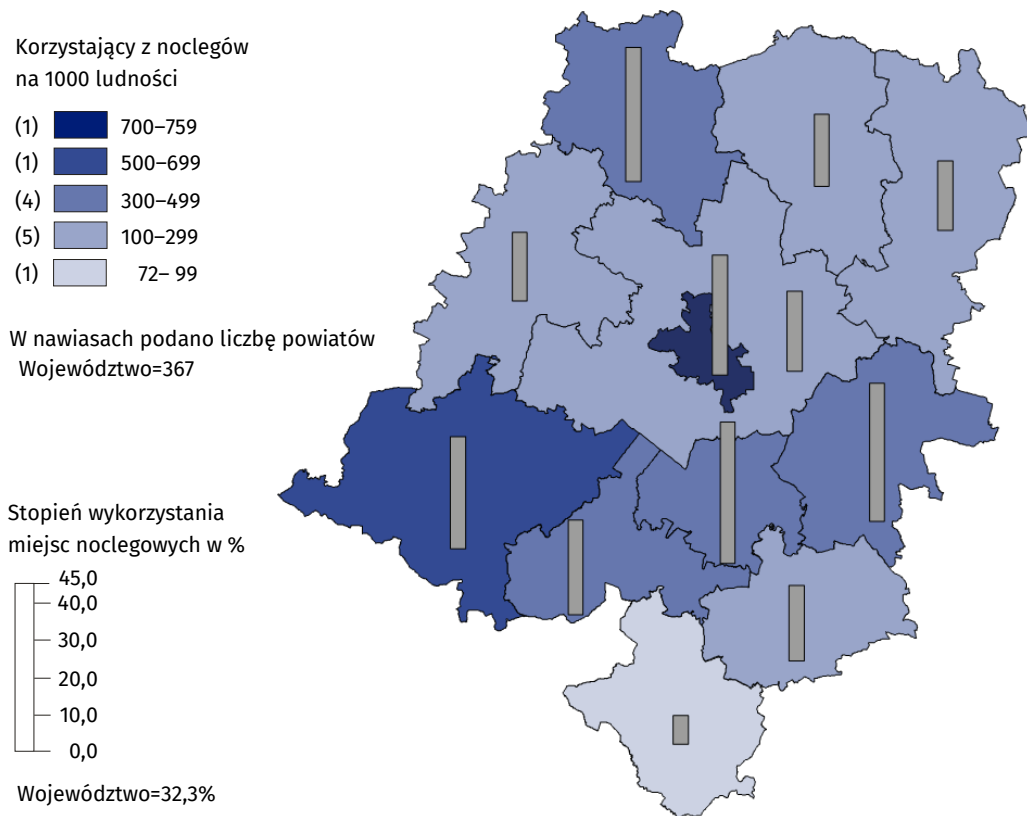 Korzystający z noclegów
na 1000 ludności
(1) 700–759
(1) 500–699
(4) 300–499
(5) 100–299
(1) 72– 99
W nawiasach podano liczbę powiatów
Województwo=367
Stopień wykorzystania
miejsc noclegowych w %
45,0
40,0
30,0
20,0
10,0
0,0
Województwo=32,3%